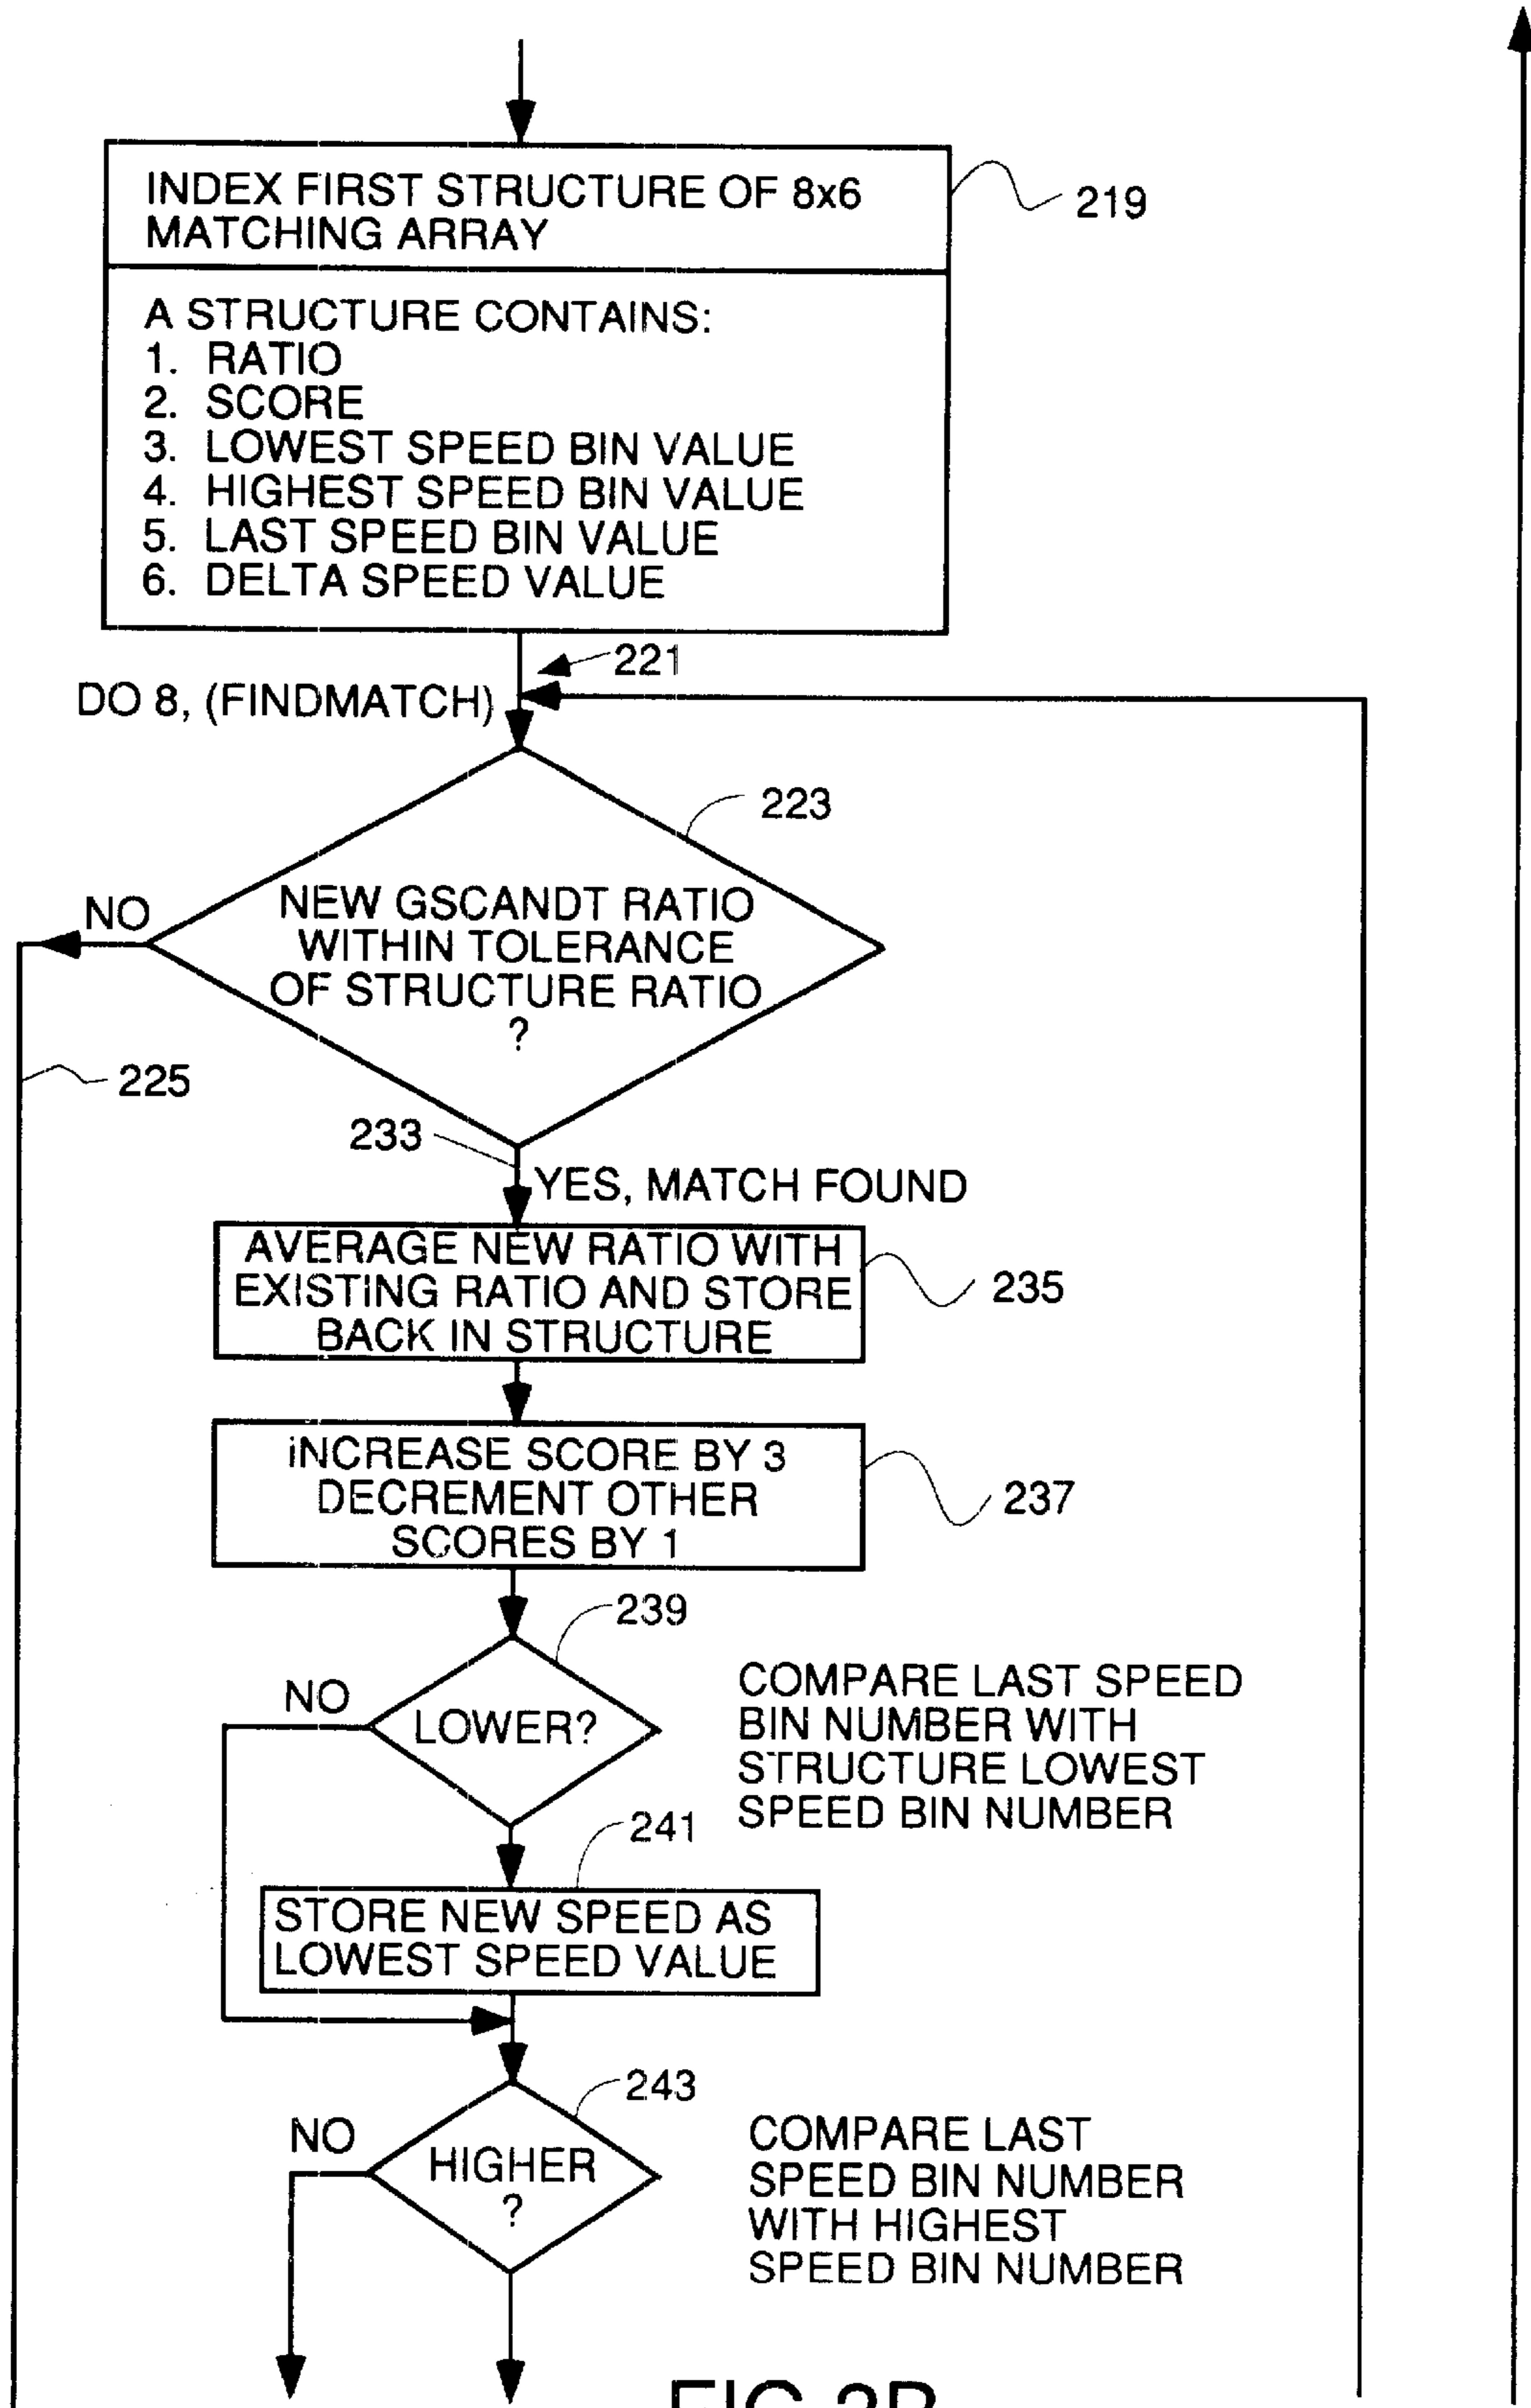 INDEX FIRST STRUCTURE OF 8x6
MATCHING ARRAY
219
A STRUCTURE CONTAINS:
1. RATIO
2. SCORE
3. LOWEST SPEED BIN VALUE
4. HIGHEST SPEED BIN VALUE
5. LAST SPEED BIN VALUE
6. DELTA SPEED VALUE
221
DO 8, (FINDMATCH)
223
NO
NEW GSCANDT RATIO
WITHIN TOLERANCE
OF STRUCTURE RATIO
?
225
233
YES, MATCH FOUND
AVERAGE NEW RATIO WITH
EXISTING RATIO AND STORE
BACK IN STRUCTURE
235
INCREASE SCORE BY 3
DECREMENT OTHER
SCORES BY 1
237
239
NO
LOWER?
COMPARE LAST SPEED
BIN NUMBER WITH
STRUCTURE LOWEST
SPEED BIN NUMBER
241
STORE NEW SPEED AS
LOWEST SPEED VALUE
243
NO
HIGHER
?
COMPARE LAST
SPEED BIN NUMBER
WITH HIGHEST
SPEED BIN NUMBER